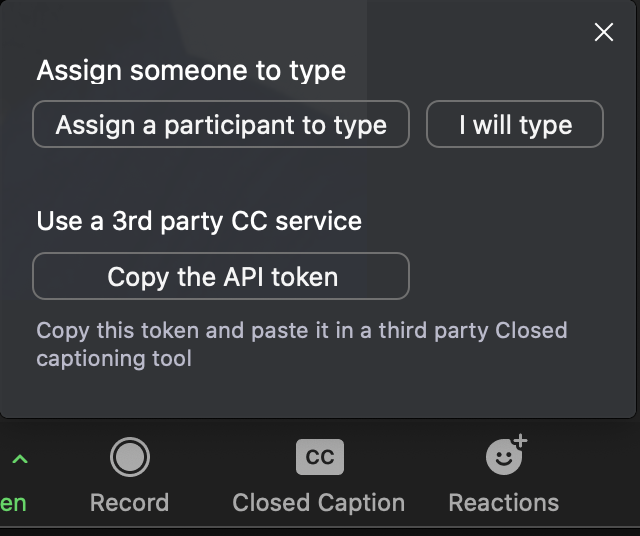 Assign someone to type
Assign a participant to type I will type
Use a 3rd party CC service
Copy the API token
Copy this token and paste it in a third party Closed
captioning tool
CC
en Record Closed Caption Reactions